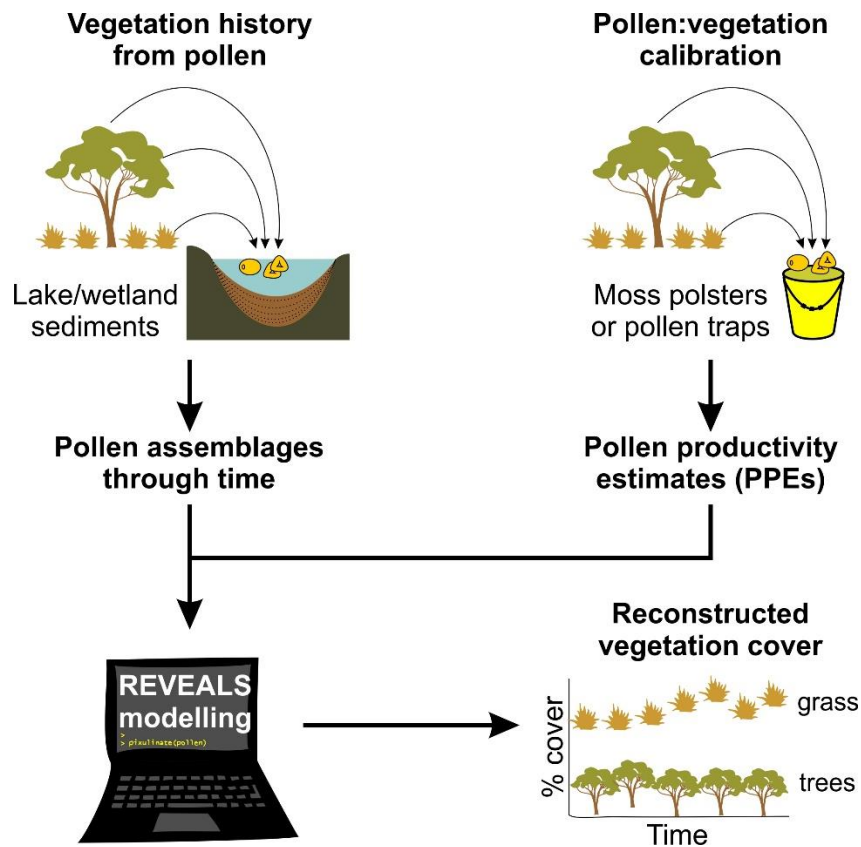 Vegetation history
from pollen
Pollen:vegetation
calibration
Lake/wetland
sediments
Moss polsters
or pollen traps
Pollen assemblages
through time
Pollen productivity
estimates (PPEs)
REVEALS
modelling
>
> pixulinate(pollen)
Reconstructed
vegetation cover
% cover
grass
trees
Time